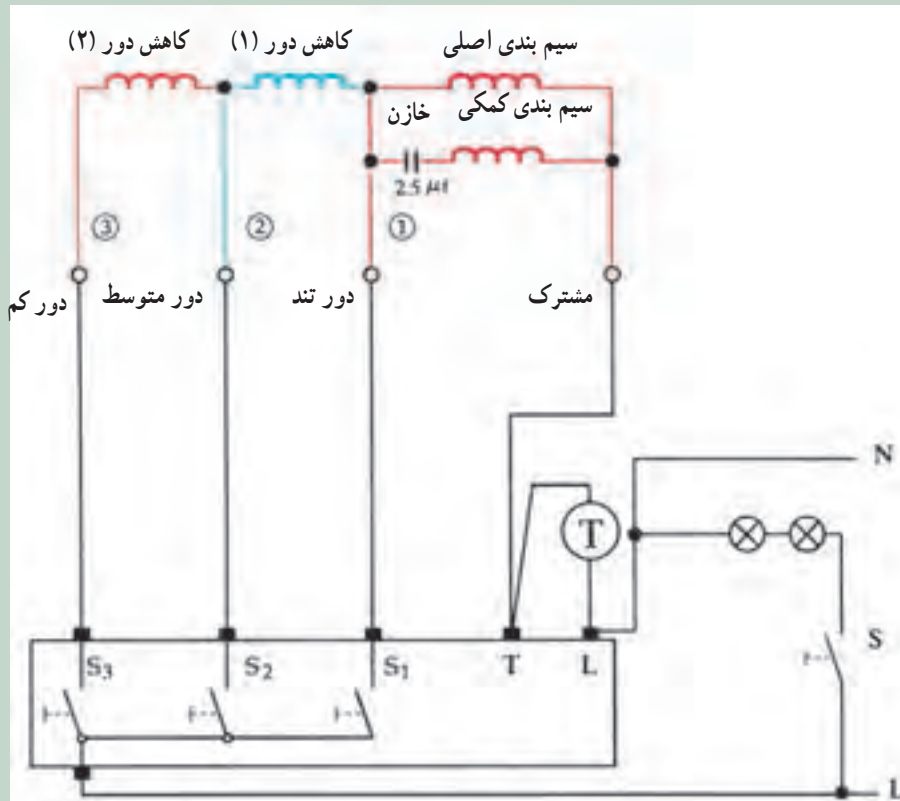 کاهش دور (۲) کاهش دور (۱) سیم بندی اصلی
خازن سیم بندی کمکی
2.5 μf
③ ② ①
دور کم دور متوسط دور تند مشترک
N
T
S
S3 S2 S1 T L
L